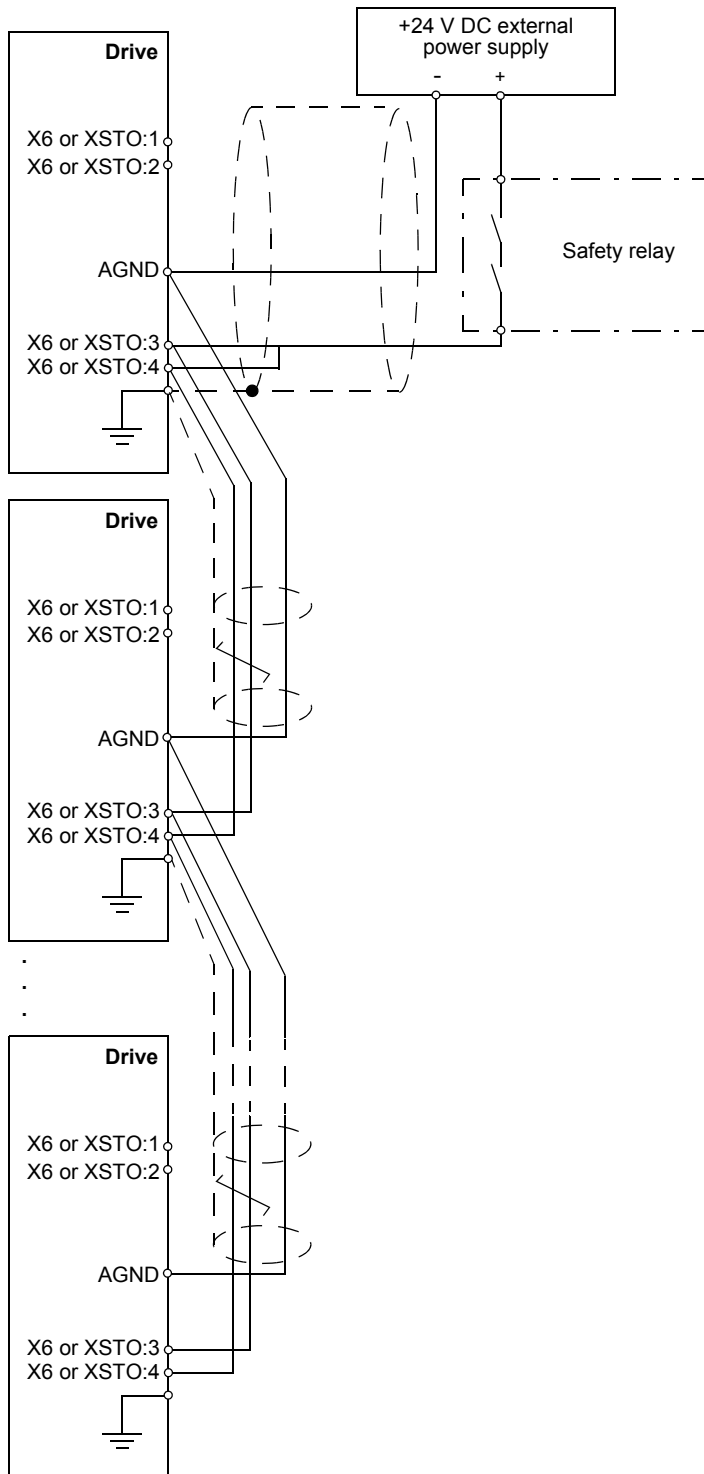 +24 V DC external
power supply
- +
Drive
X6 or XSTO:1
X6 or XSTO:2
AGND
X6 or XSTO:3
X6 or XSTO:4
Safety relay
Drive
X6 or XSTO:1
X6 or XSTO:2
AGND
X6 or XSTO:3
X6 or XSTO:4
.
.
.
Drive
X6 or XSTO:1
X6 or XSTO:2
AGND
X6 or XSTO:3
X6 or XSTO:4